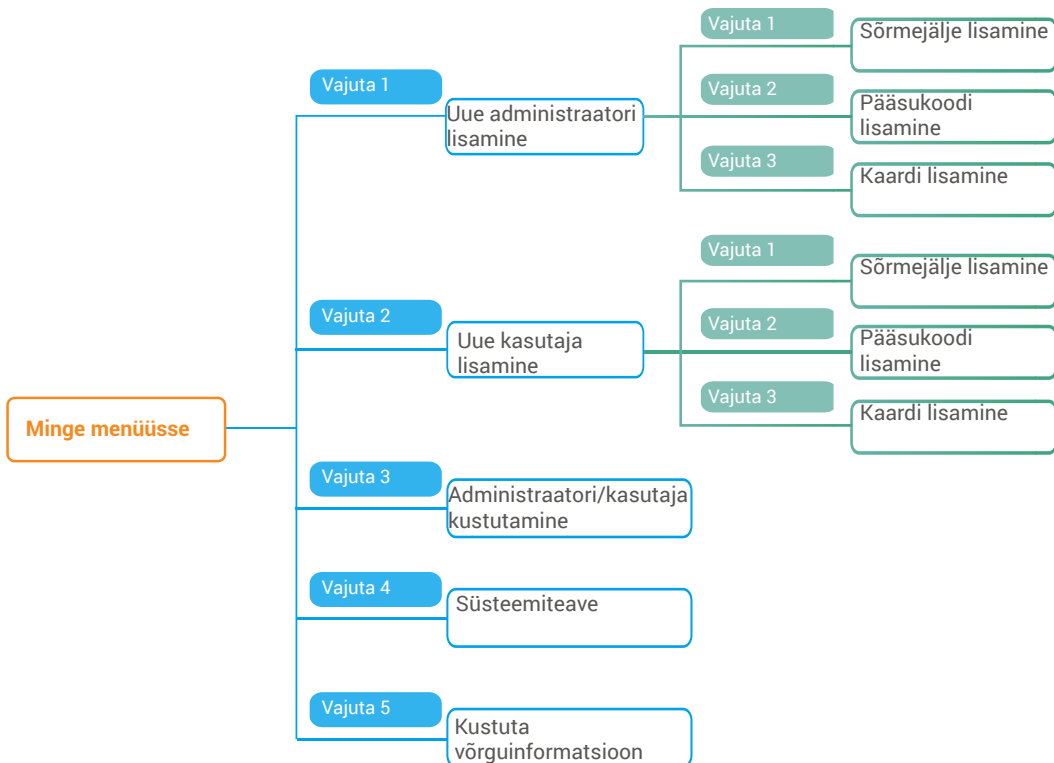 Minge menüüsse
Vajuta 1
Uue administraatori
lisamine
Vajuta 1
Sõrmejälje lisamine
Vajuta 2
Pääsukoodi
lisamine
Vajuta 3
Kaardi lisamine
Vajuta 2
Uue kasutaja
lisamine
Vajuta 1
Sõrmejälje lisamine
Vajuta 2
Pääsukoodi
lisamine
Vajuta 3
Kaardi lisamine
Vajuta 3
Administraatori/kasutaja
kustutamine
Vajuta 4
Süsteemiteave
Vajuta 5
Kustuta
võrguinformatsioon